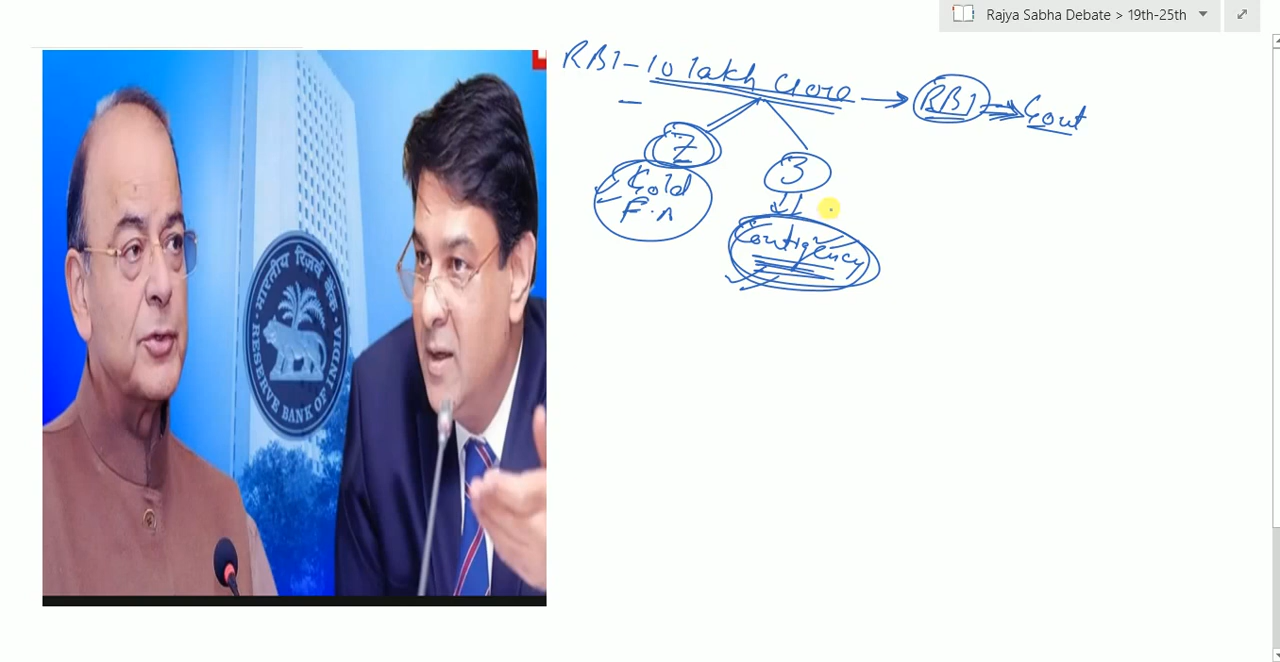 Rajya Sabha Debate > 19th-25th
RBI - 10 lakh crore → RBI → Govt
7
3
Gold
F.A
Contigency
भारतीय रिज़र्व बैंक
RESERVE BANK OF INDIA